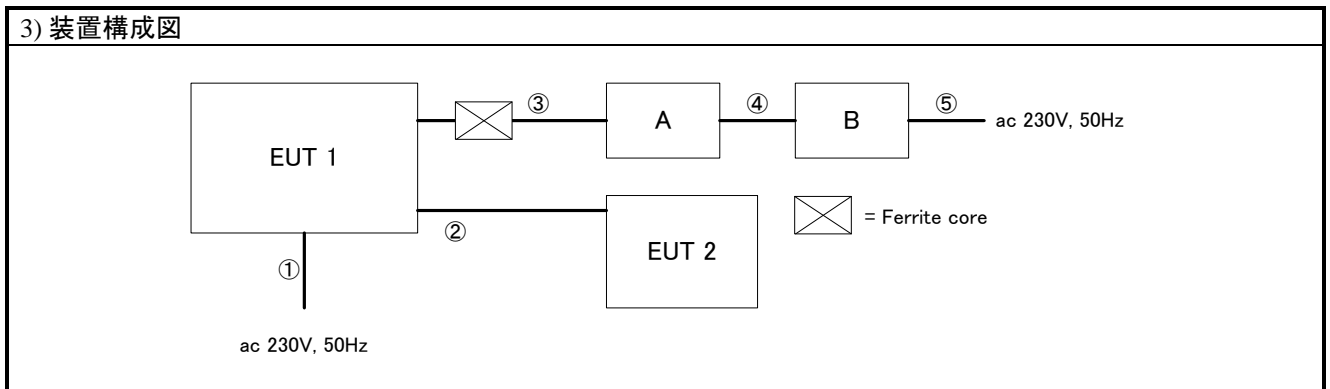 3) 装置構成図
③
④
⑤
A
B
ac 230V, 50Hz
EUT 1
= Ferrite core
②
EUT 2
①
ac 230V, 50Hz